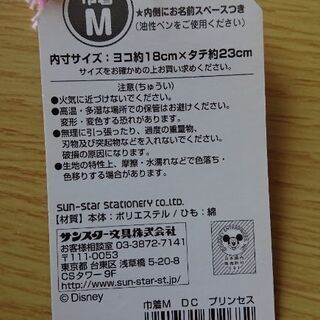 巾着
M
★内側にお名前スペースつき
(油性ペンをご使用ください)
内寸サイズ：ヨコ約18cm×タテ約23cm
サイズをお確かめの上お買い求めください。
注意(ちゅうい)
●火気に近づけないでください。
●高温・多湿な場所での保管はお避けください。
変形・変色する恐れがあります。
●無理に引っ張ったり、過度の重量物、
刃物及び突起物などを入れないでください。
破損の原因になります。
●生地の特性上、摩擦・水濡れなどで色落ち・
色移りする場合があります。
sun-star stationery co.,ltd.
【材質】本体：ポリエステル/ひも：綿
サンスター文具株式会社
お客様相談室 03-3872-7141
〒111-0053
東京都 台東区 浅草橋 5-20-8
CSタワー 9F
http://www.sun-star-st.jp/
© Disney
巾着M DC プリンセス